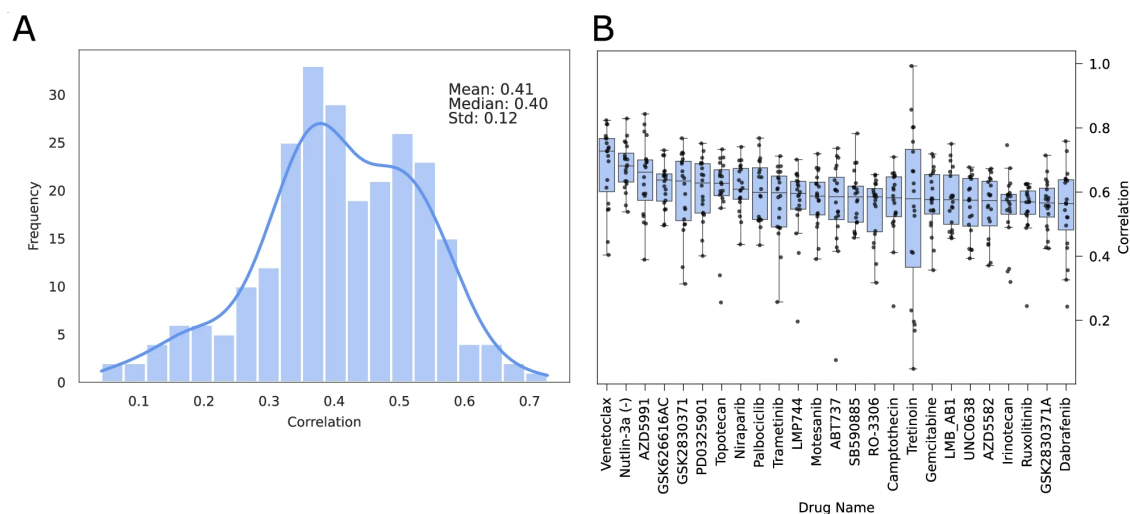 A
Mean: 0.41
Median: 0.40
Std: 0.12
30
25
20
15
10
5
0
Frequency
0.1 0.2 0.3 0.4 0.5 0.6 0.7
Correlation
B
1.0
0.8
0.6
0.4
0.2
Correlation
Venetoclax
Nutlin-3a (-)
AZD5991
GSK626616AC
GSK2830371
PD0325901
Topotecan
Niraparib
Palbociclib
Trametinib
LMP744
Motesanib
ABT737
SB590885
RO-3306
Camptothecin
Tretinoin
Gemcitabine
LMB_AB1
UNC0638
AZD5582
Irinotecan
Ruxolitinib
GSK2830371A
Dabrafenib
Drug Name